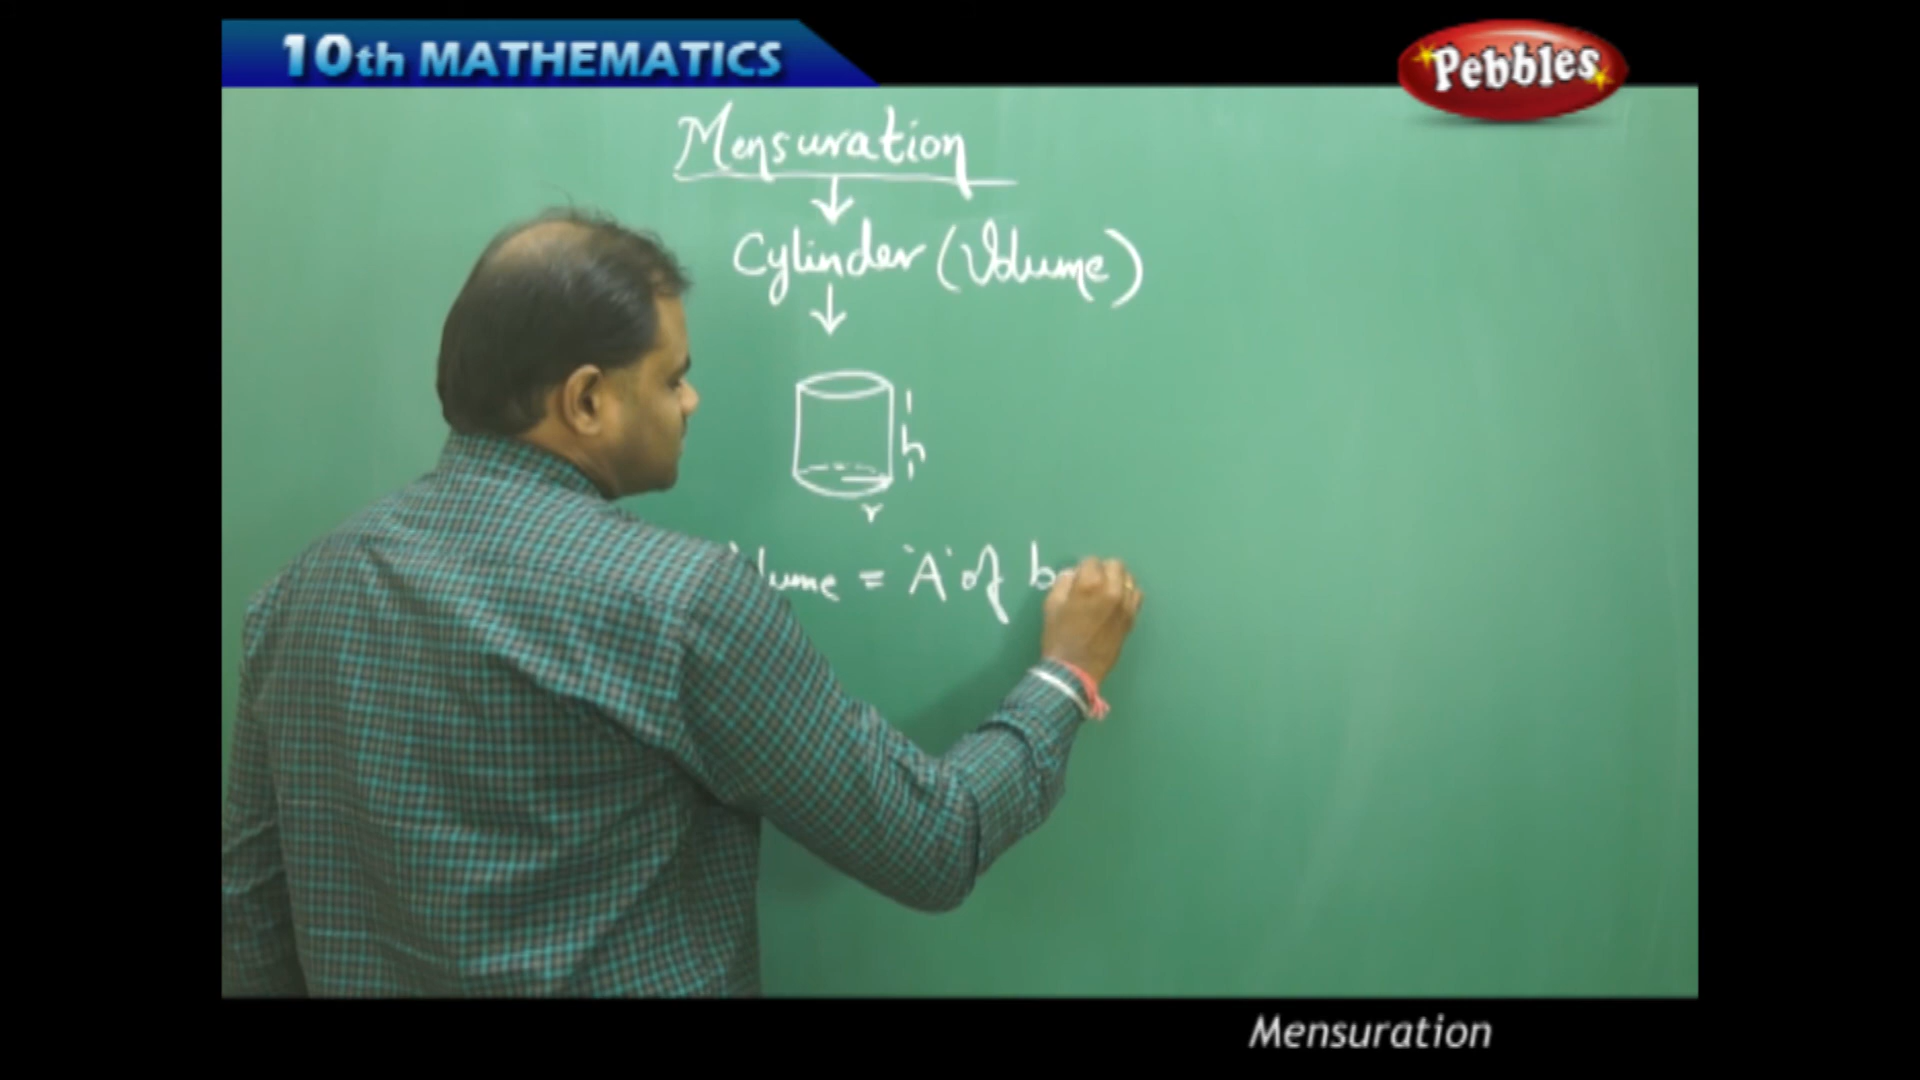 10th MATHEMATICS
Pebbles
Mensuration
Cylinder (Volume)
h
r
= 'A' of
Mensuration